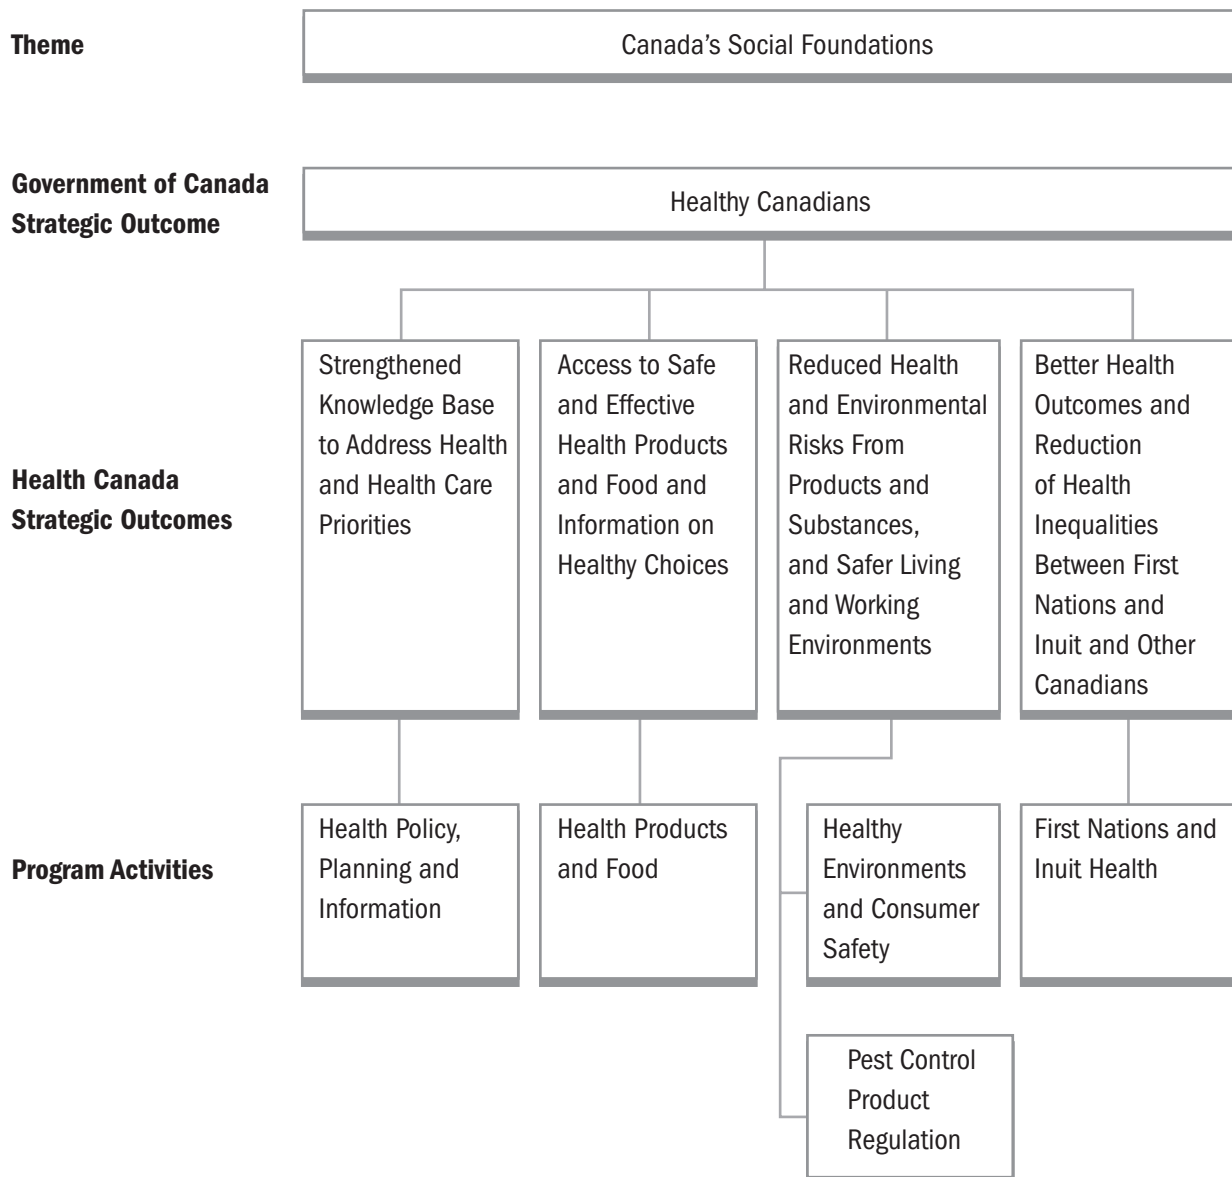 Theme
Canada’s Social Foundations
Government of Canada
Strategic Outcome
Healthy Canadians
Health Canada
Strategic Outcomes
Strengthened
Knowledge Base
to Address Health
and Health Care
Priorities
Access to Safe
and Effective
Health Products
and Food and
Information on
Healthy Choices
Reduced Health
and Environmental
Risks From
Products and
Substances,
and Safer Living
and Working
Environments
Better Health
Outcomes and
Reduction
of Health
Inequalities
Between First
Nations and
Inuit and Other
Canadians
Program Activities
Health Policy,
Planning and
Information
Health Products
and Food
Healthy
Environments
and Consumer
Safety
First Nations and
Inuit Health
Pest Control
Product
Regulation